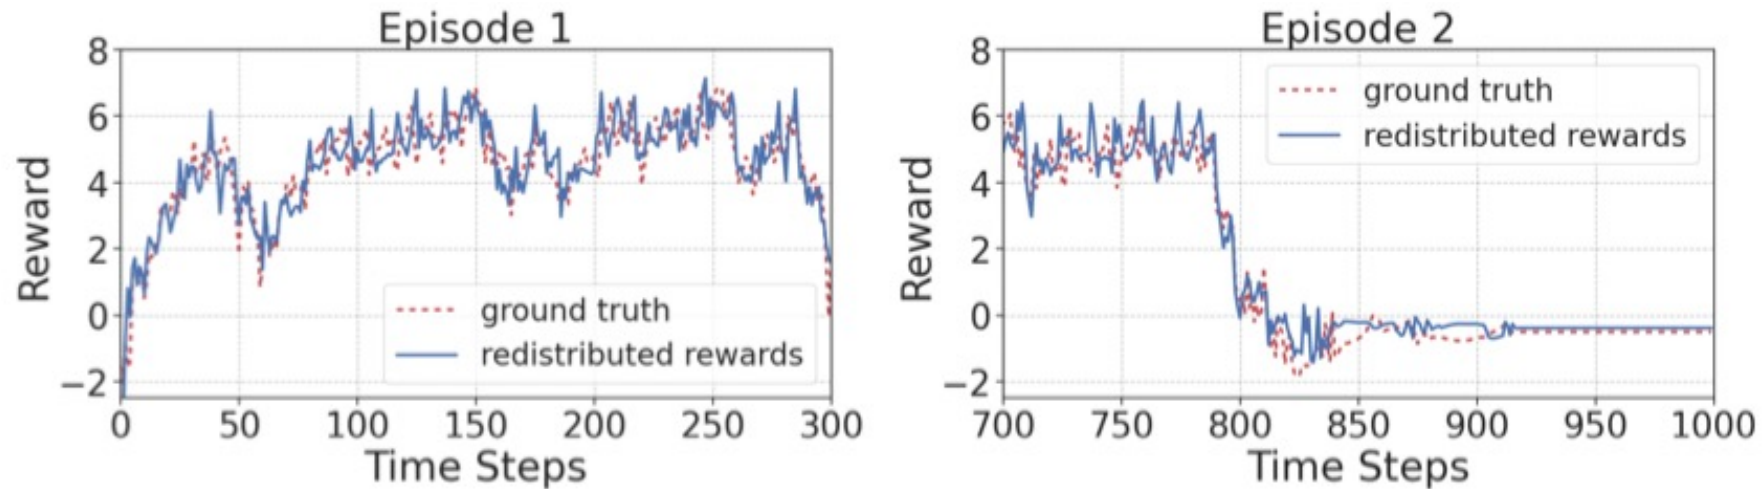 Episode 1
8
6
4
2
0
−2
Reward
ground truth
redistributed rewards
0 50 100 150 200 250 300
Time Steps
Episode 2
8
6
4
2
0
−2
Reward
ground truth
redistributed rewards
700 750 800 850 900 950 1000
Time Steps